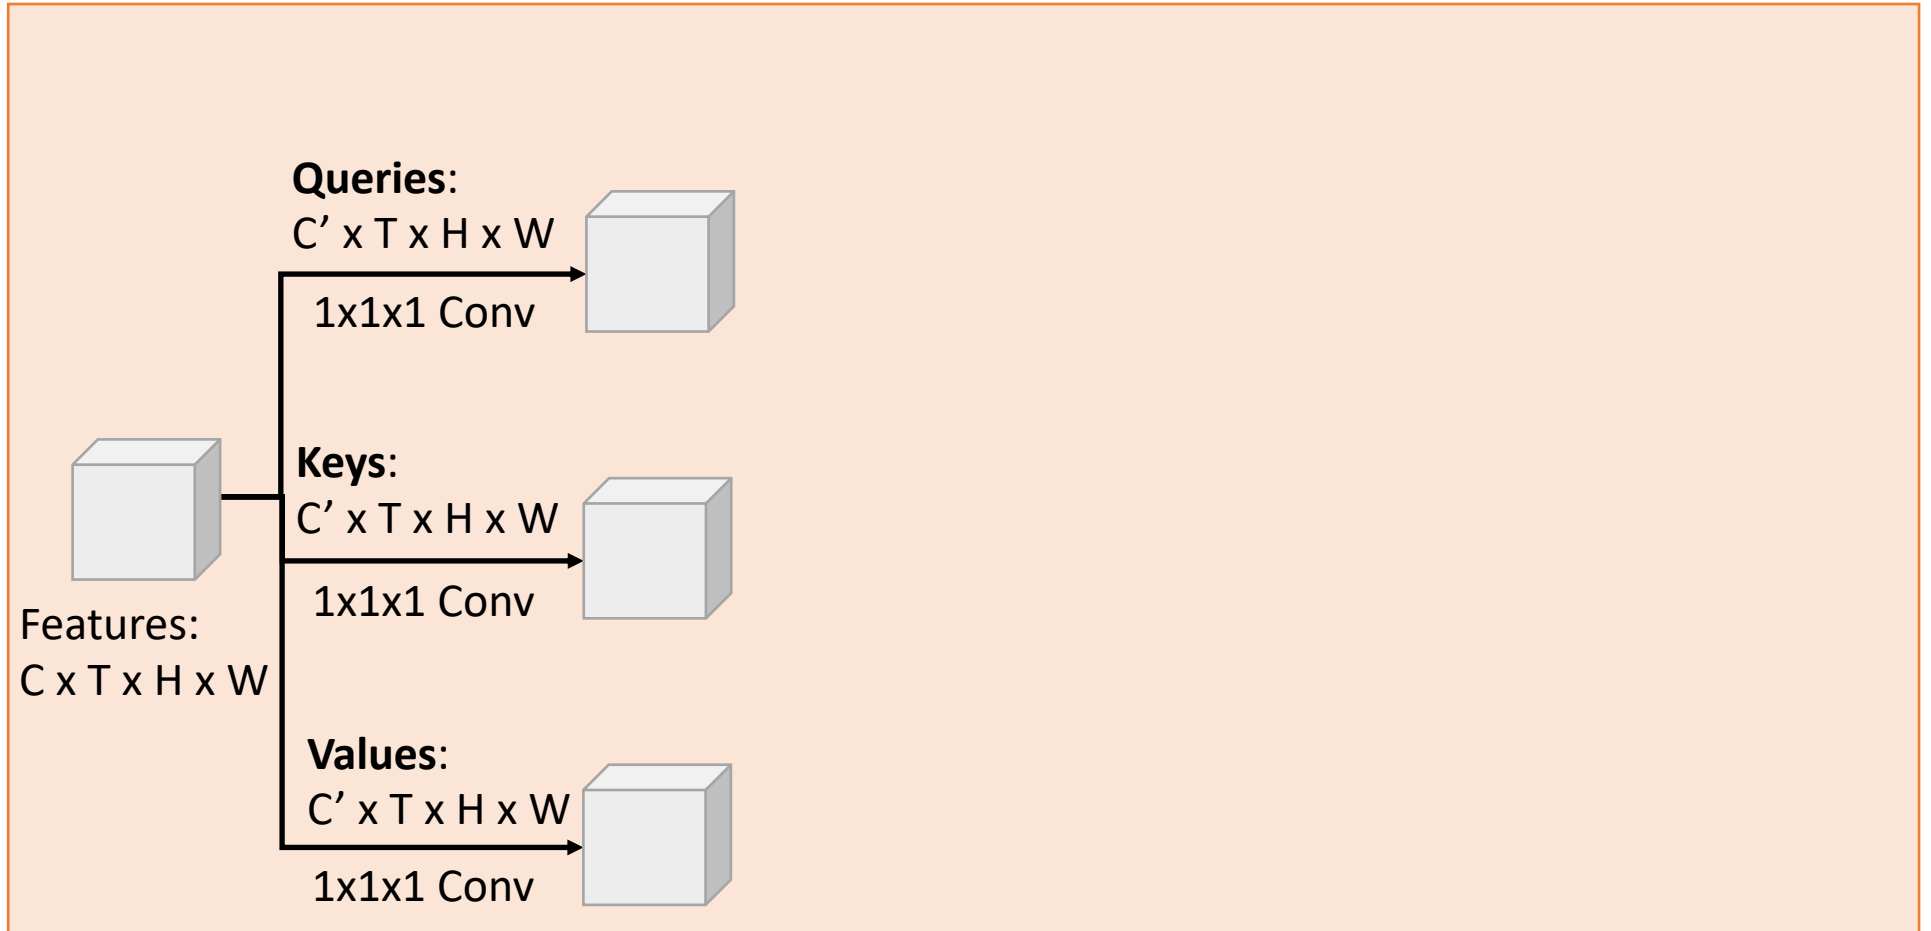 Queries:
C’ x T x H x W
1x1x1 Conv
Keys:
C’ x T x H x W
1x1x1 Conv
Features:
C x T x H x W
Values:
C’ x T x H x W
1x1x1 Conv